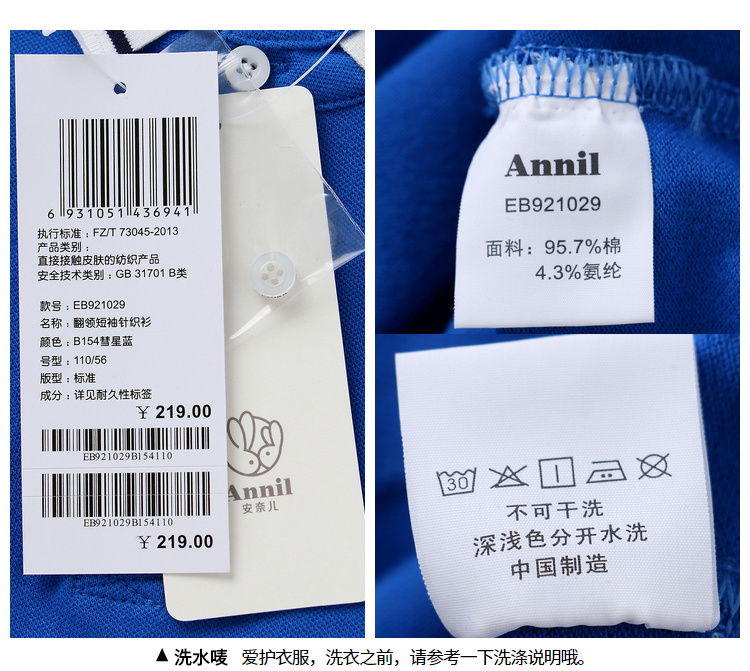 6 931051 436941
执行标准：FZ/T 73045-2013
产品类别：
直接接触皮肤的纺织产品
安全技术类别：GB 31701 B类
款号：EB921029
名称：翻领短袖针织衫
颜色：B154彗星蓝
号型：110/56
版型：标准
成分：详见耐久性标签
¥ 219.00
EB921029B154110
EB921029B154110
¥ 219.00
Annil
安奈儿
Annil
EB921029
面料：95.7%棉
4.3%氨纶
30
不可干洗
深浅色分开水洗
中国制造
▲ 洗水唛 爱护衣服，洗衣之前，请参考一下洗涤说明哦。